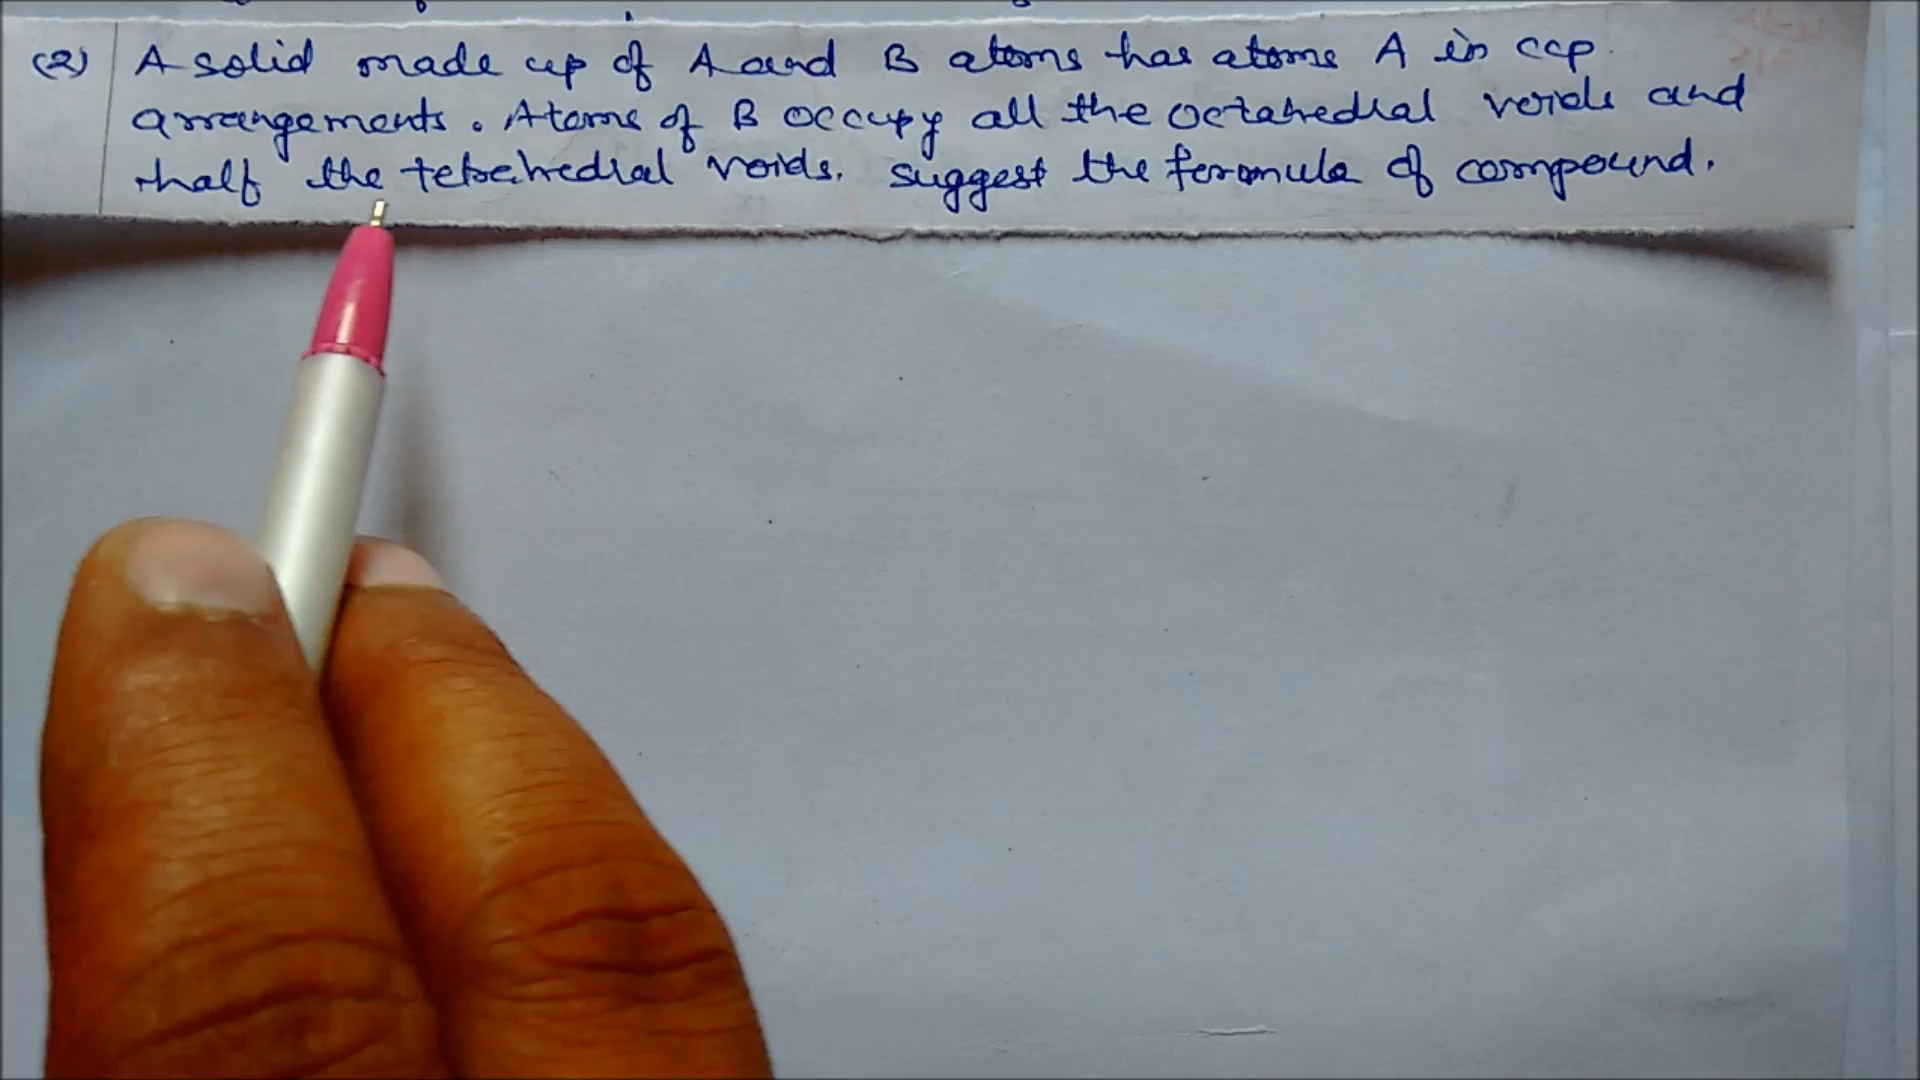 (2) A solid made up of A and B atoms has atoms A in ccp.
arrangements. Atoms of B occupy all the octahedral voids and
half the tetrahedral voids. suggest the formula of compound.